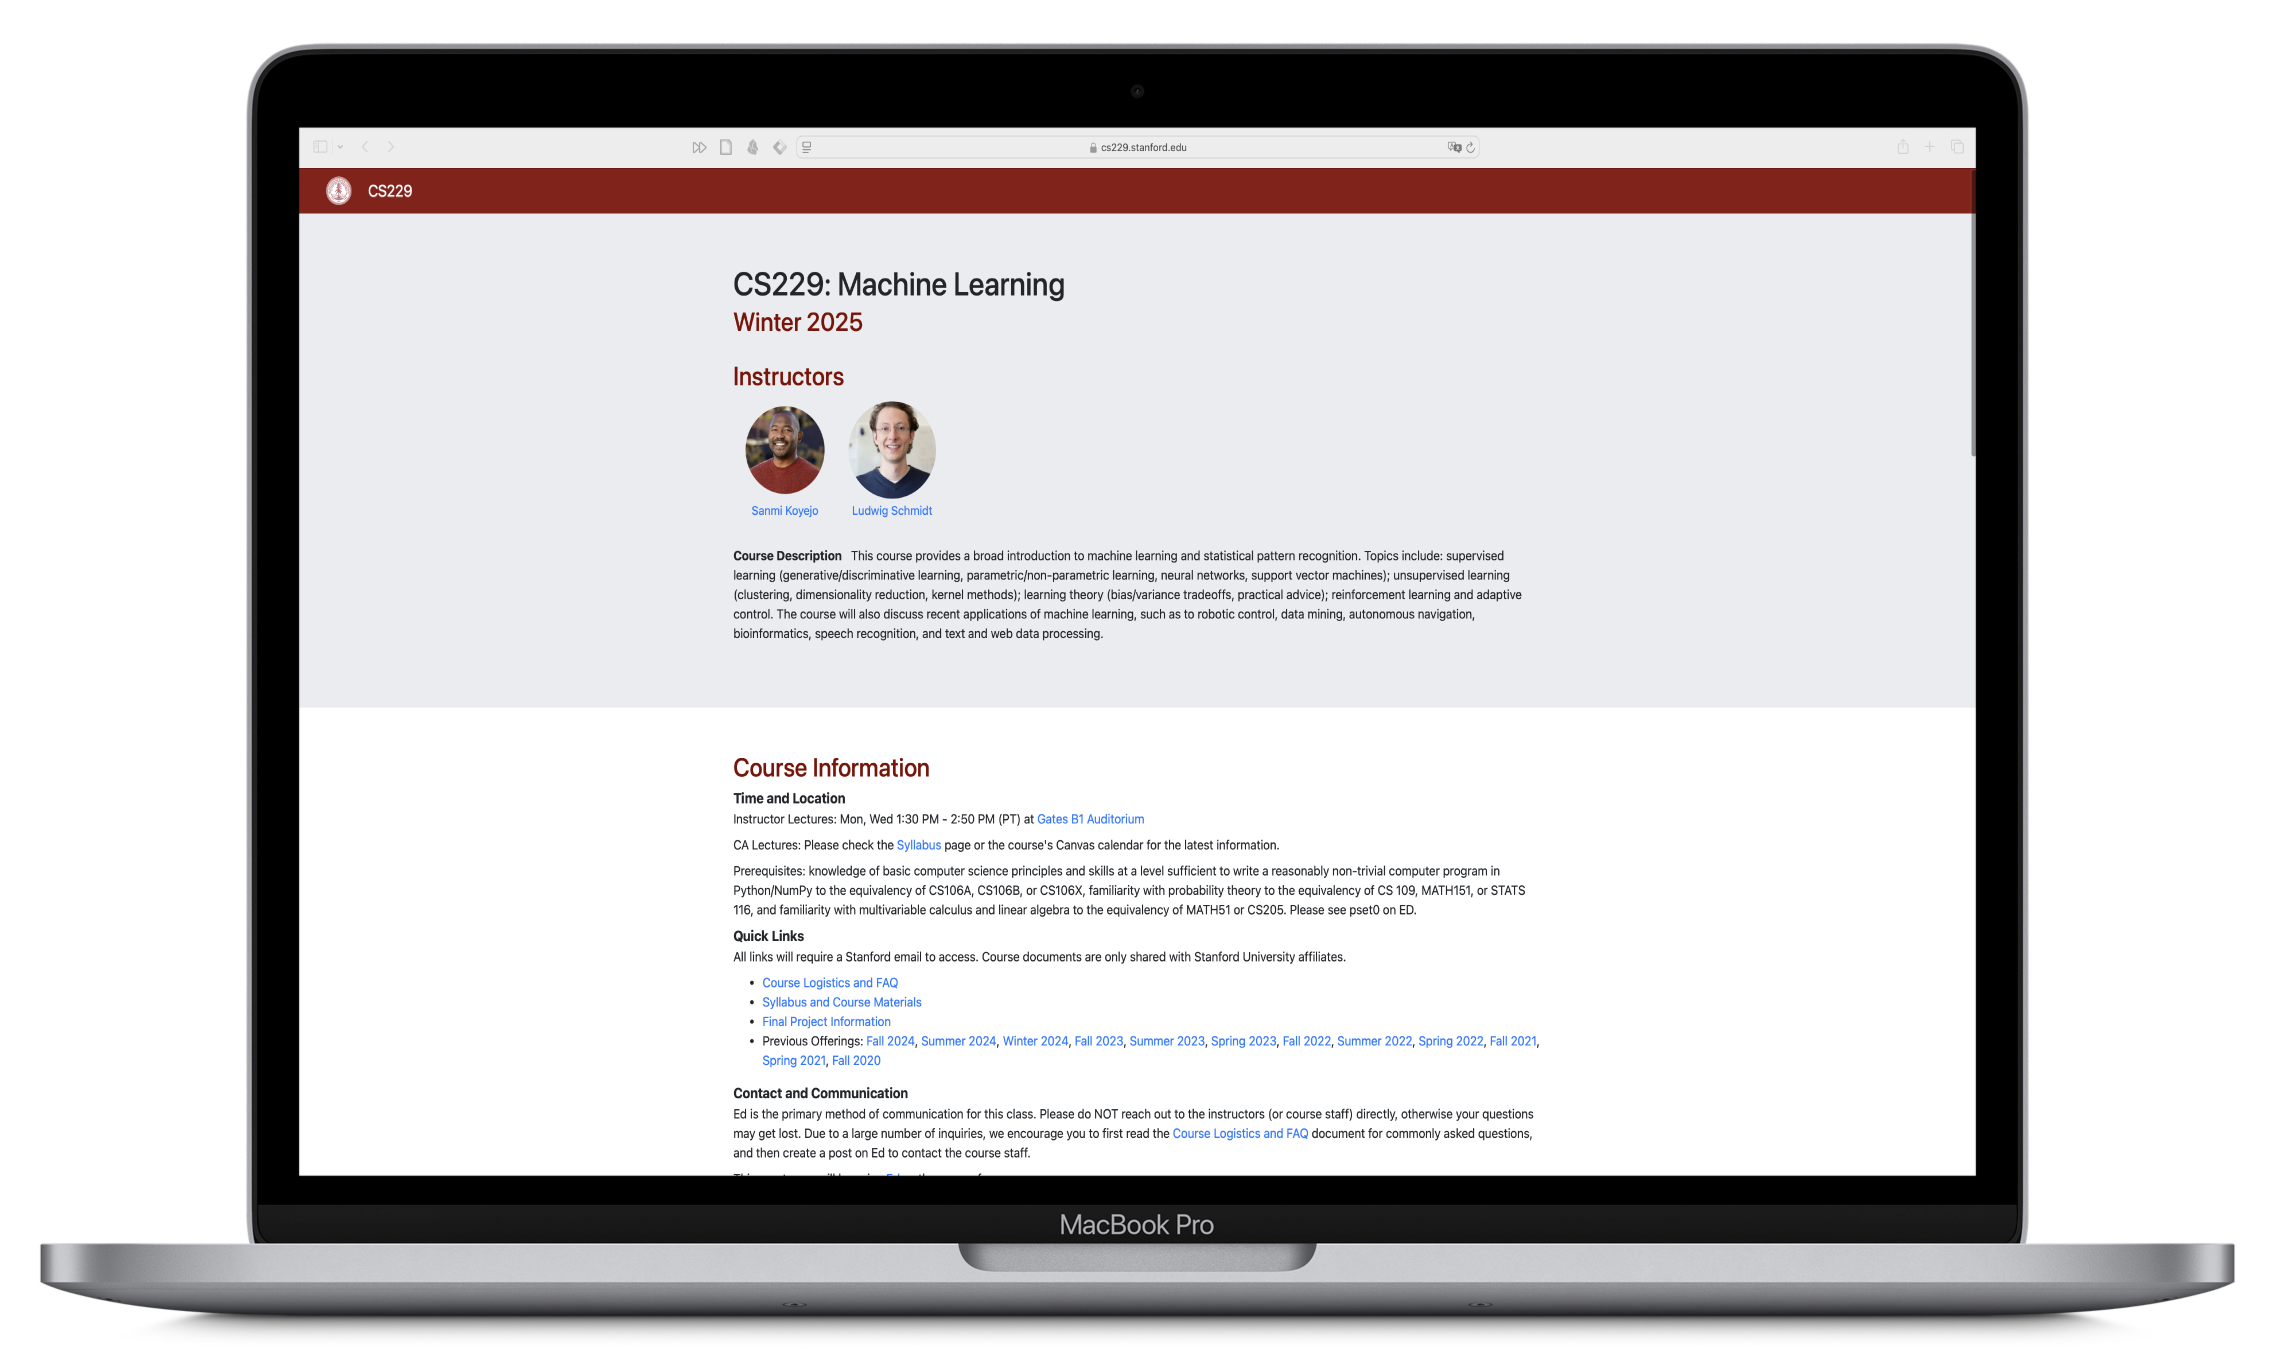 cs229.stanford.edu
CS229
CS229: Machine Learning
Winter 2025
Instructors
Sanmi Koyejo Ludwig Schmidt
Course Description This course provides a broad introduction to machine learning and statistical pattern recognition. Topics include: supervised
learning (generative/discriminative learning, parametric/non-parametric learning, neural networks, support vector machines); unsupervised learning
(clustering, dimensionality reduction, kernel methods); learning theory (bias/variance tradeoffs, practical advice); reinforcement learning and adaptive
control. The course will also discuss recent applications of machine learning, such as to robotic control, data mining, autonomous navigation,
bioinformatics, speech recognition, and text and web data processing.
Course Information
Time and Location
Instructor Lectures: Mon, Wed 1:30 PM - 2:50 PM (PT) at Gates B1 Auditorium
CA Lectures: Please check the Syllabus page or the course's Canvas calendar for the latest information.
Prerequisites: knowledge of basic computer science principles and skills at a level sufficient to write a reasonably non-trivial computer program in
Python/NumPy to the equivalency of CS106A, CS106B, or CS106X, familiarity with probability theory to the equivalency of CS 109, MATH151, or STATS
116, and familiarity with multivariable calculus and linear algebra to the equivalency of MATH51 or CS205. Please see pset0 on ED.
Quick Links
All links will require a Stanford email to access. Course documents are only shared with Stanford University affiliates.
• Course Logistics and FAQ
• Syllabus and Course Materials
• Final Project Information
• Previous Offerings: Fall 2024, Summer 2024, Winter 2024, Fall 2023, Summer 2023, Spring 2023, Fall 2022, Summer 2022, Spring 2022, Fall 2021,
Spring 2021, Fall 2020
Contact and Communication
Ed is the primary method of communication for this class. Please do NOT reach out to the instructors (or course staff) directly, otherwise your questions
may get lost. Due to a large number of inquiries, we encourage you to first read the Course Logistics and FAQ document for commonly asked questions,
and then create a post on Ed to contact the course staff.
MacBook Pro